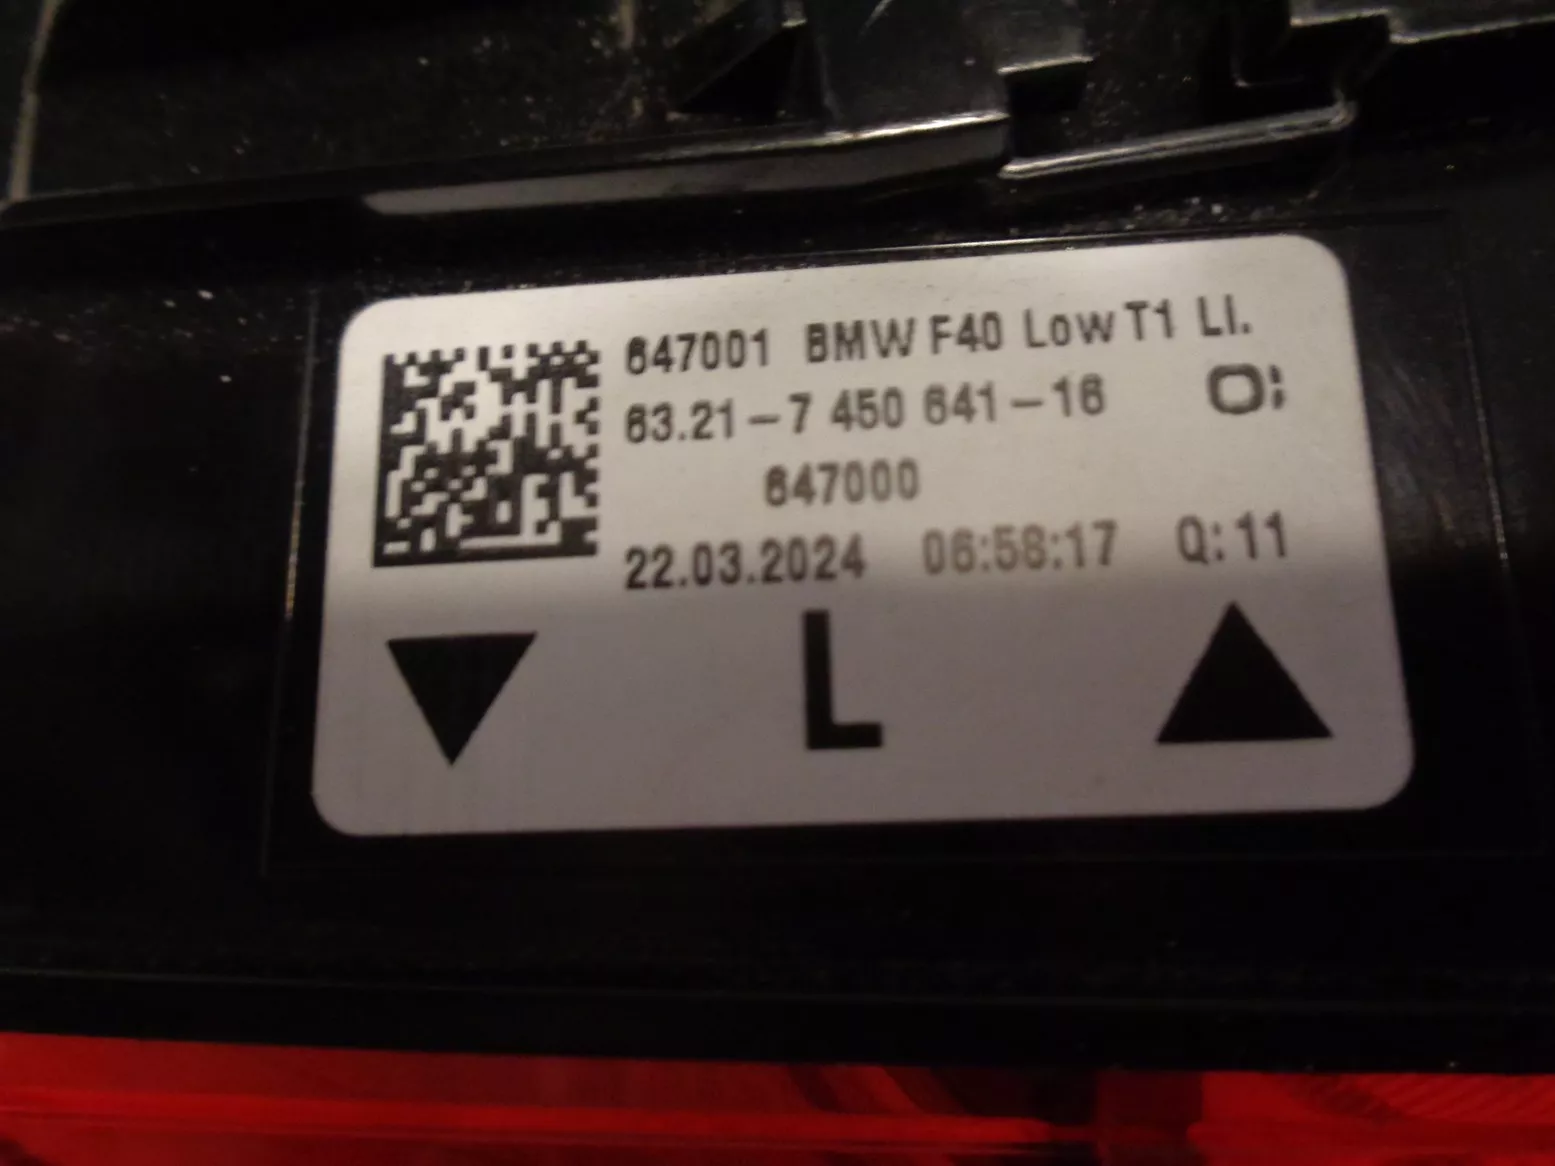 647001 BMW F40 Low T1 LI.
63.21-7 450 641-16
647000
22.03.2024 06:58:17 Q:11
L